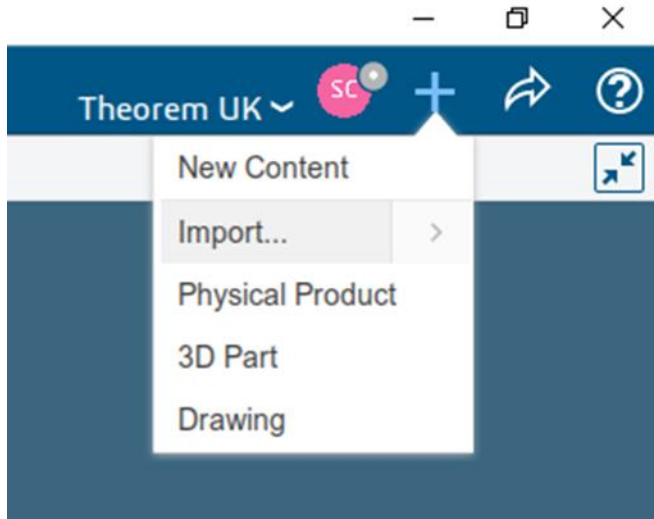 Theorem UK
SC
?
New Content
Import...
Physical Product
3D Part
Drawing